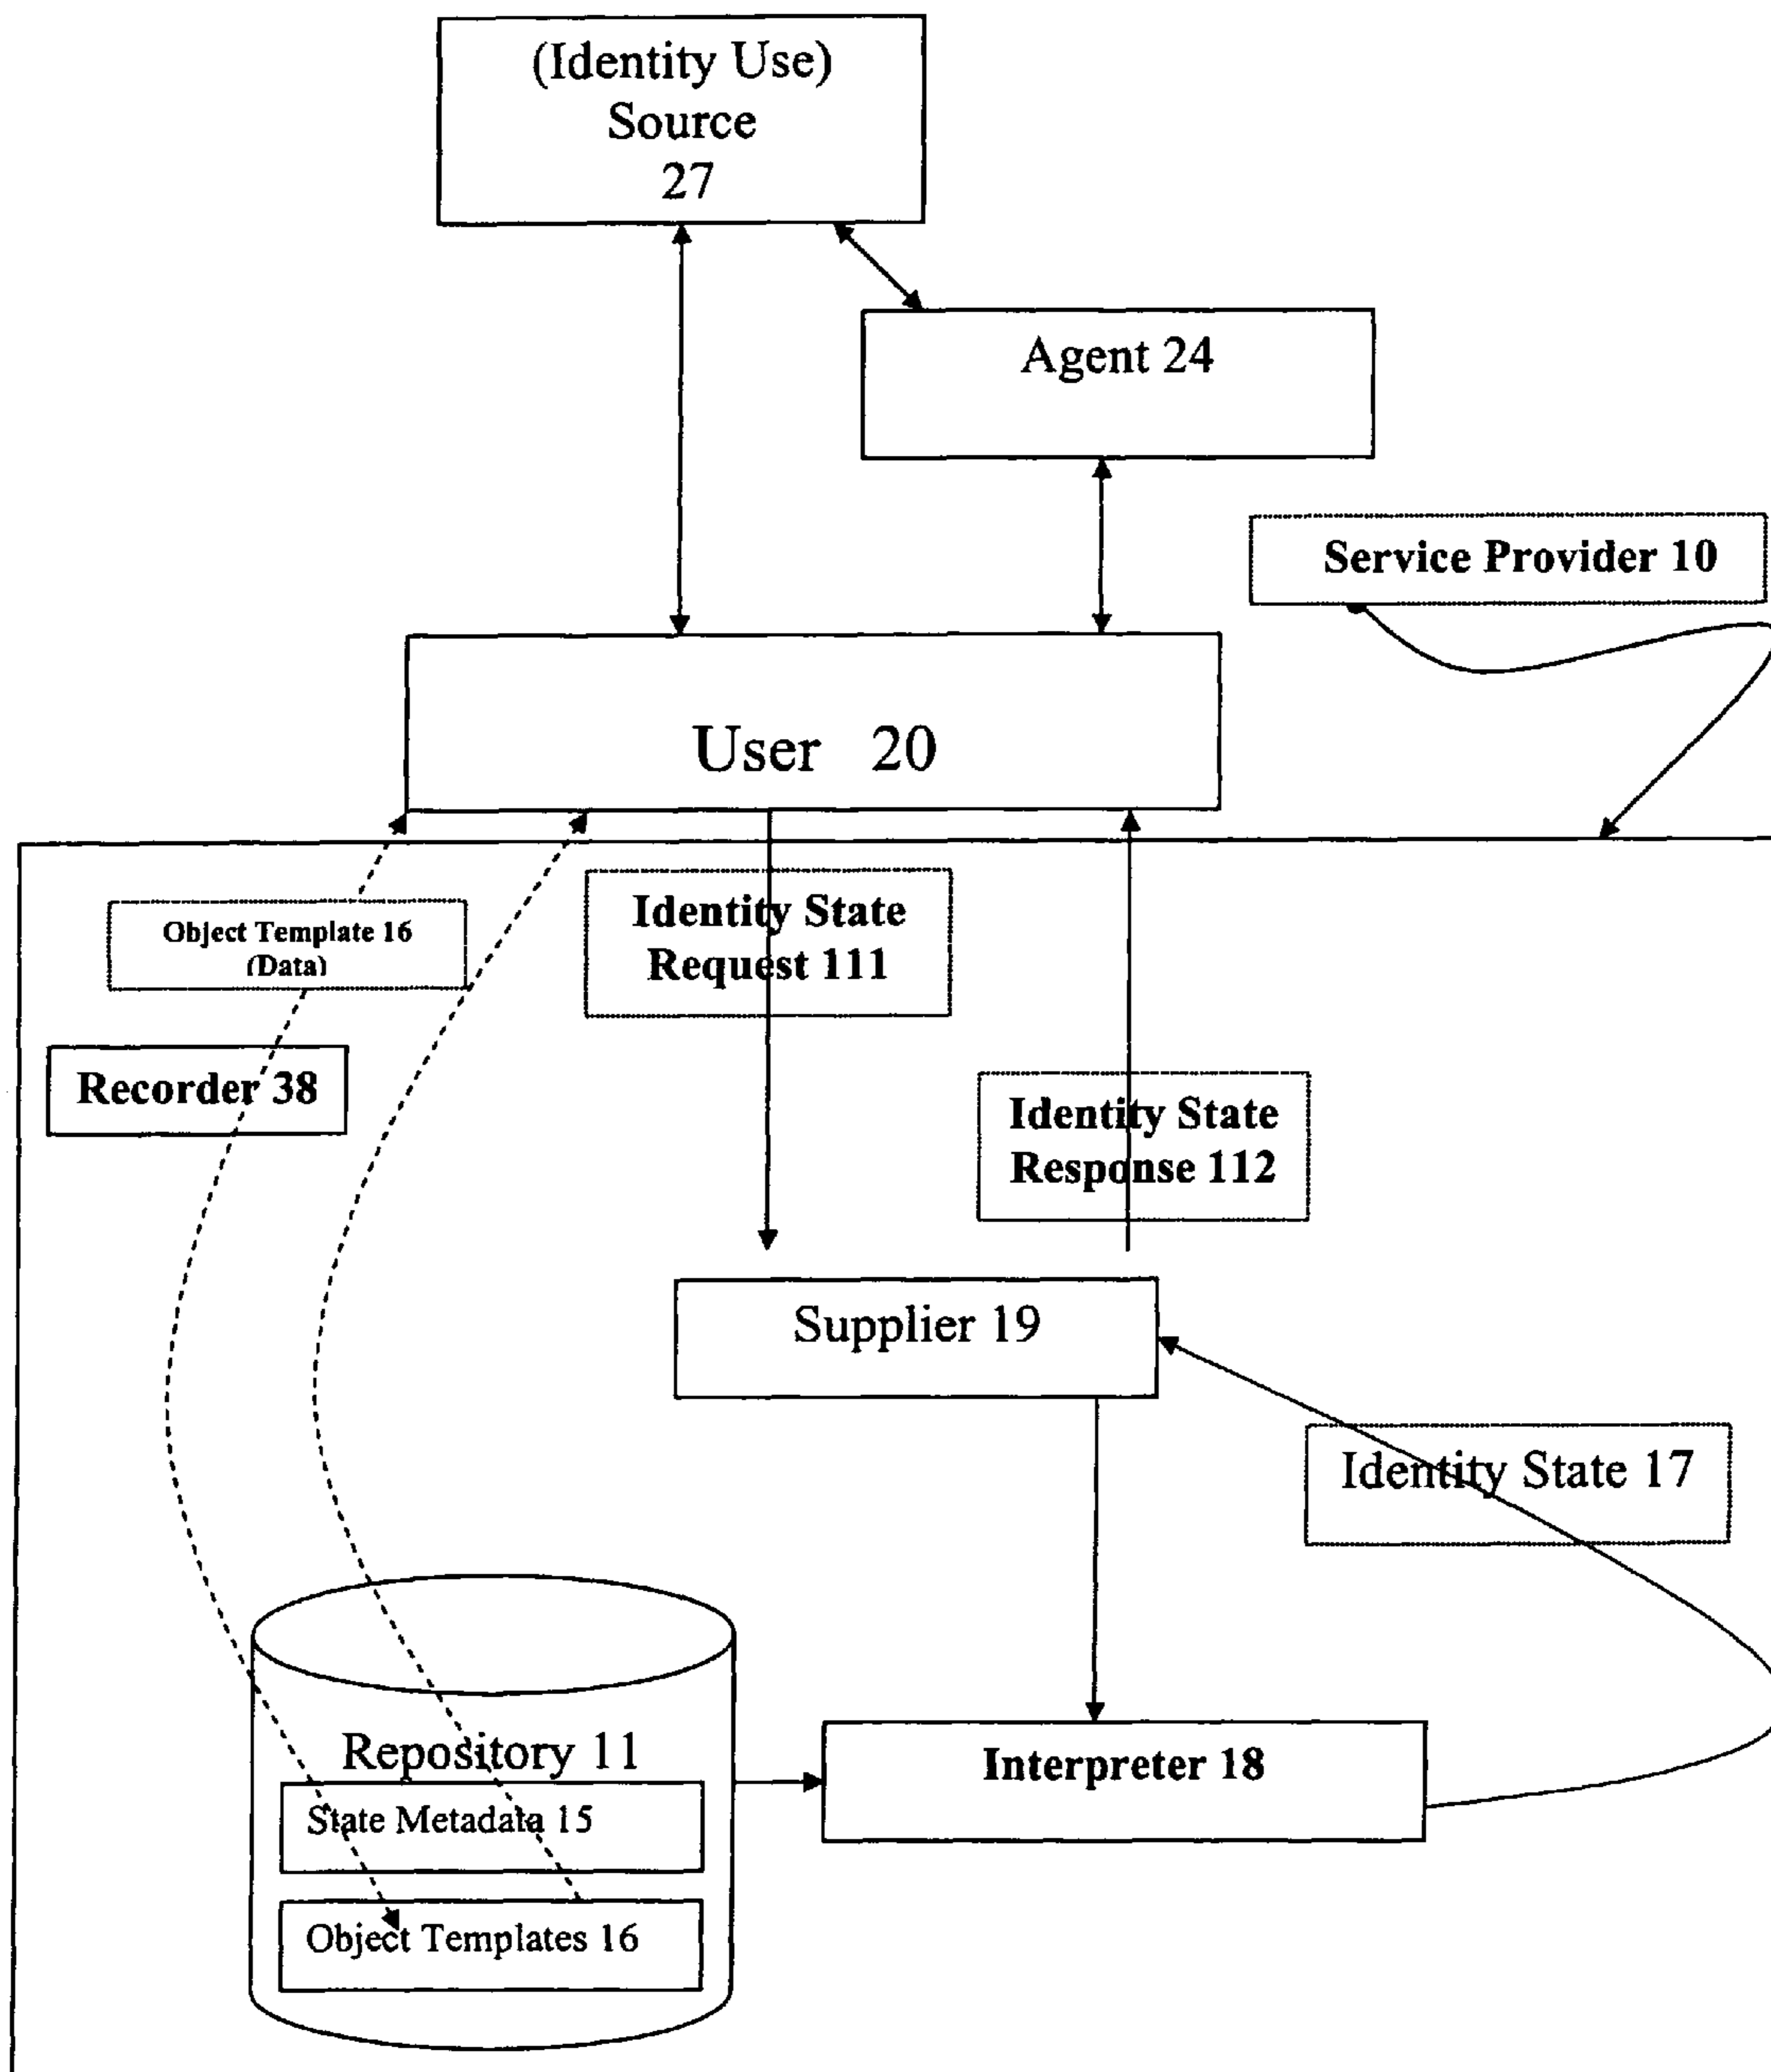 (Identity Use)
Source
27
Agent 24
Service Provider 10
User 20
Object Template 16
(Data)
Identity State
Request 111
Recorder 38
Identity State
Response 112
Supplier 19
Identity State 17
Repository 11
State Metadata 15
Object Templates 16
Interpreter 18